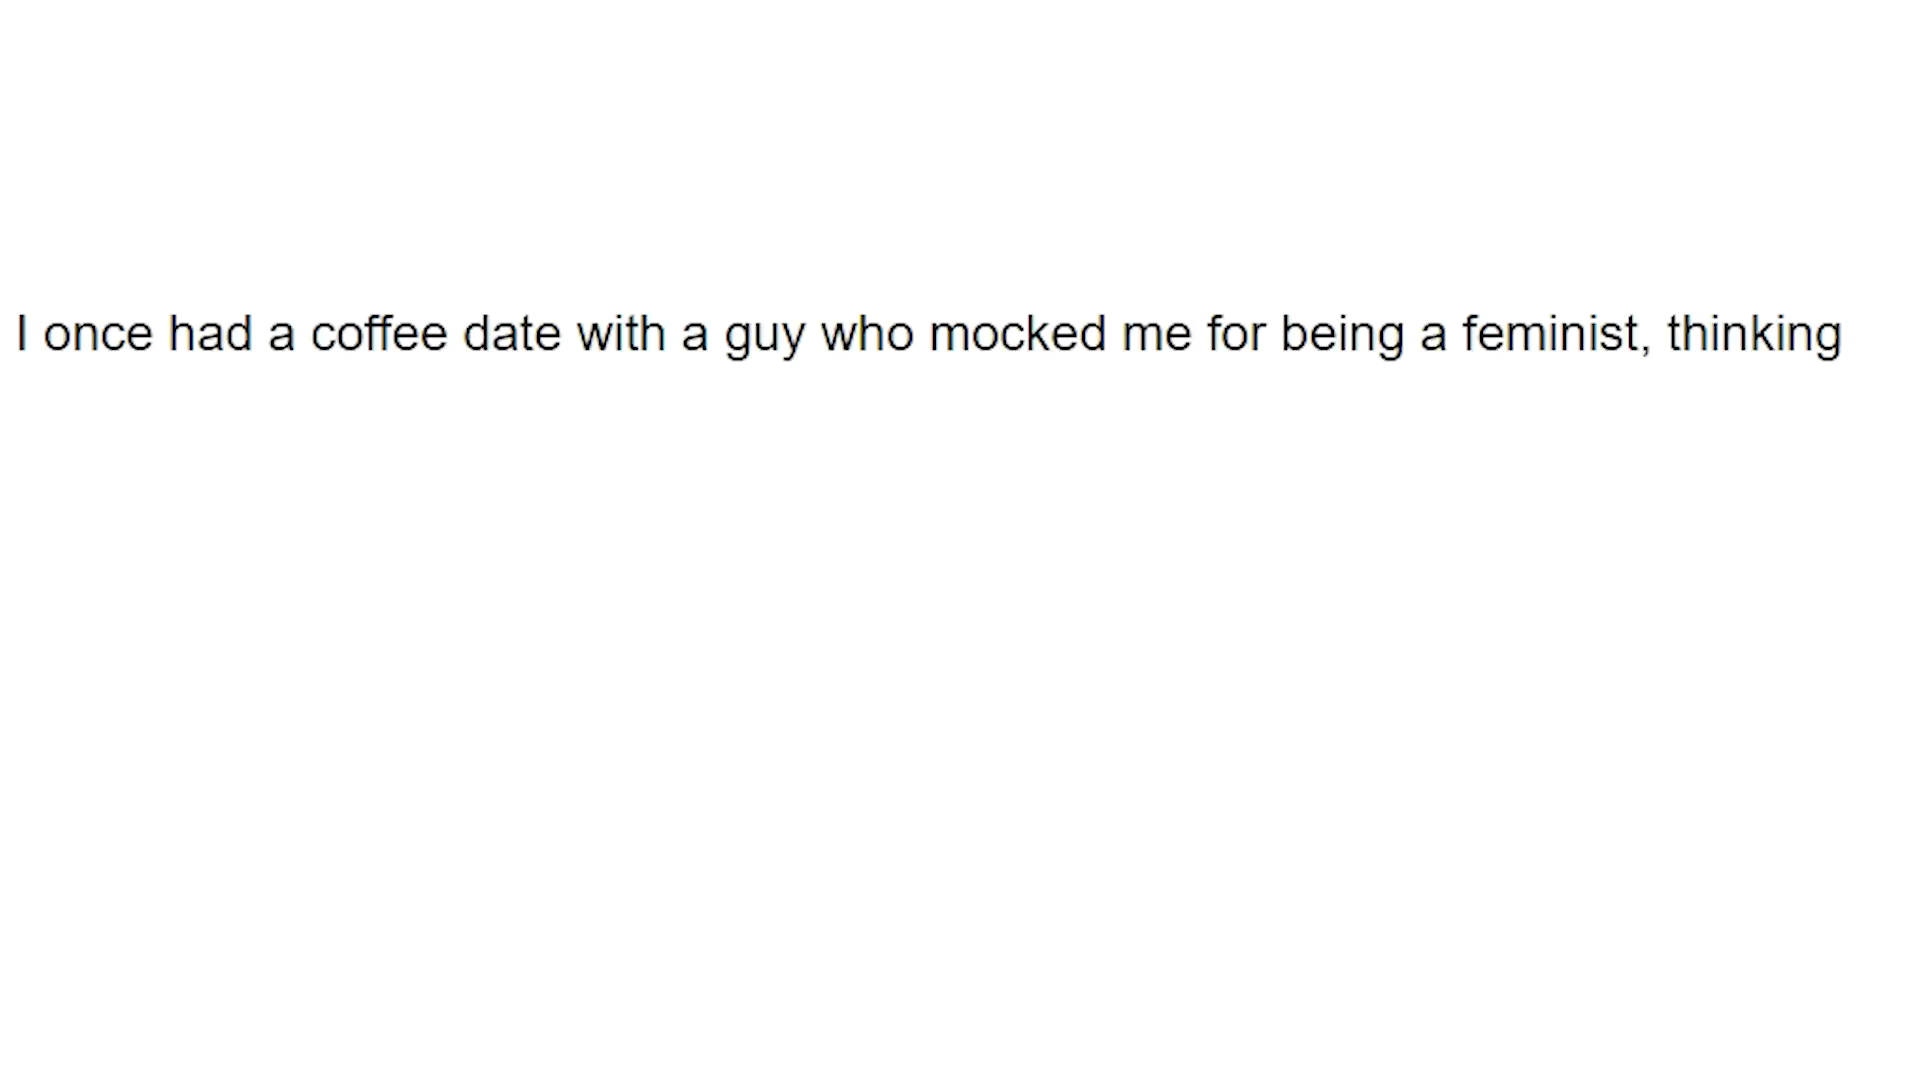 I once had a coffee date with a guy who mocked me for being a feminist, thinking